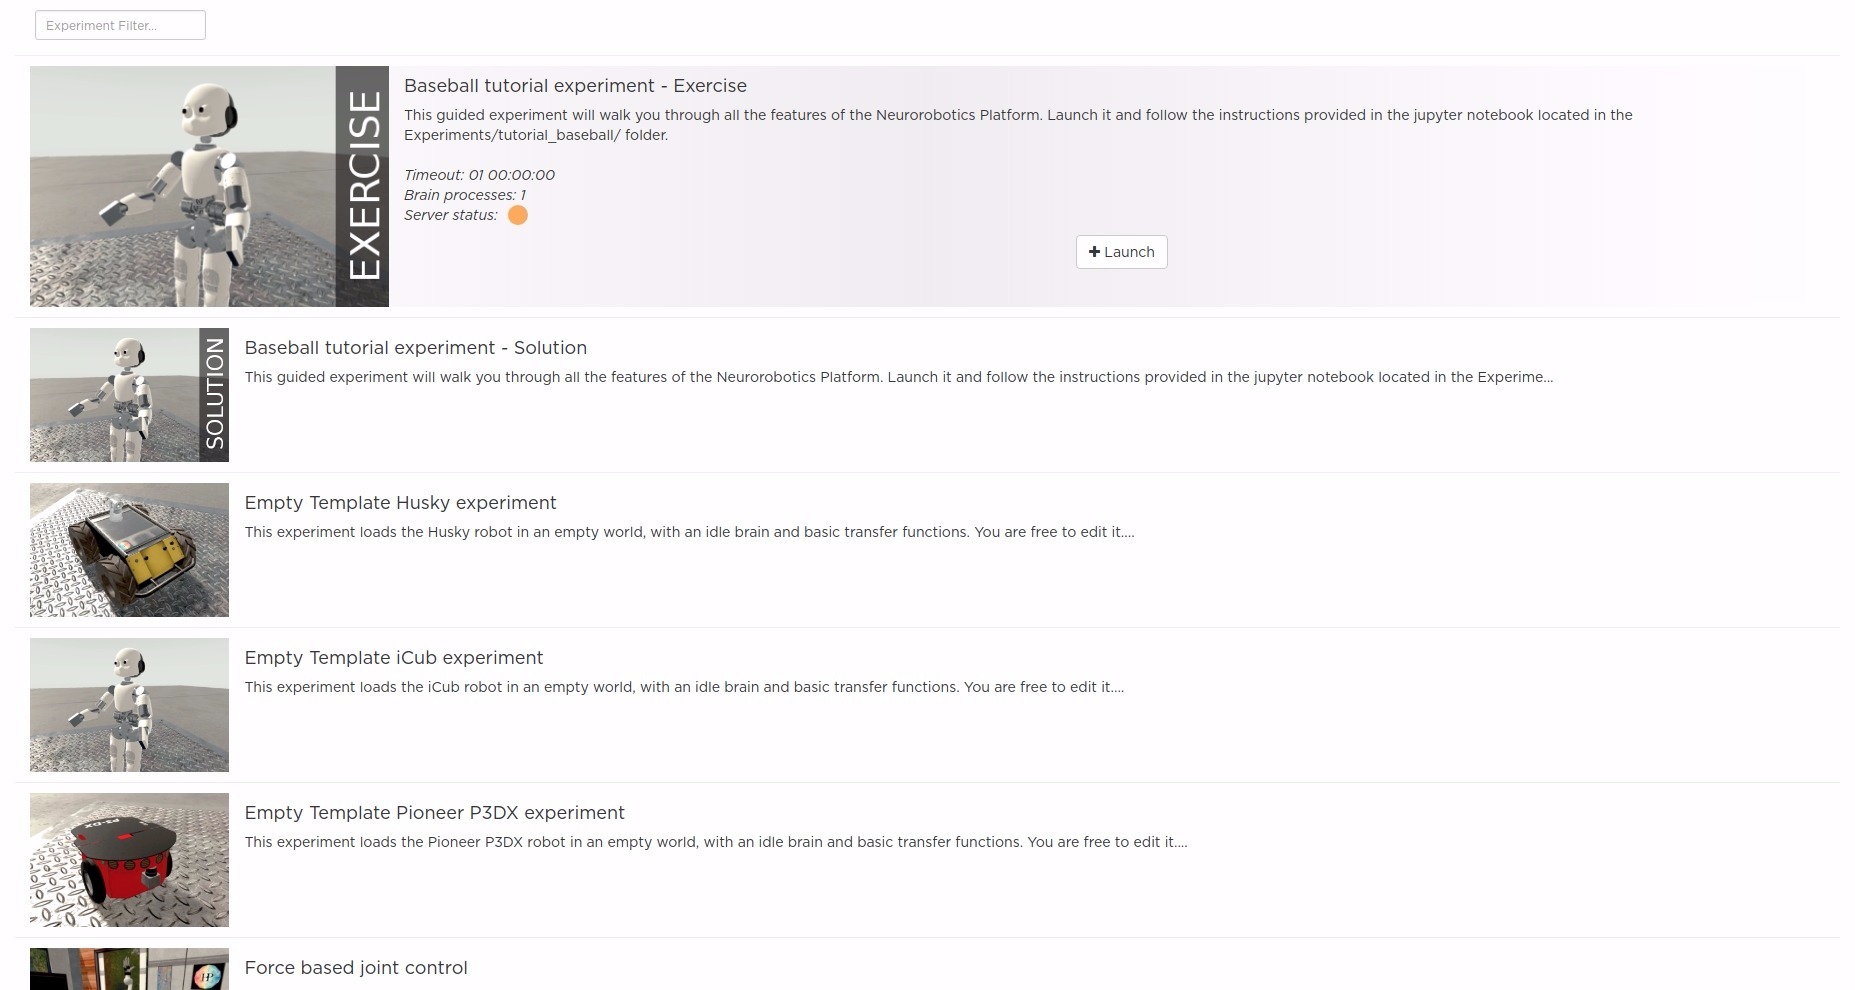 Experiment Filter...
EXERCISE
Baseball tutorial experiment - Exercise
This guided experiment will walk you through all the features of the Neurorobotics Platform. Launch it and follow the instructions provided in the jupyter notebook located in the
Experiments/tutorial_baseball/ folder.
Timeout: 01 00:00:00
Brain processes: 1
Server status:
Launch
SOLUTION
Baseball tutorial experiment - Solution
This guided experiment will walk you through all the features of the Neurorobotics Platform. Launch it and follow the instructions provided in the jupyter notebook located in the Experime...
Empty Template Husky experiment
This experiment loads the Husky robot in an empty world, with an idle brain and basic transfer functions. You are free to edit it....
Empty Template iCub experiment
This experiment loads the iCub robot in an empty world, with an idle brain and basic transfer functions. You are free to edit it....
Empty Template Pioneer P3DX experiment
This experiment loads the Pioneer P3DX robot in an empty world, with an idle brain and basic transfer functions. You are free to edit it....
P3-DX
Force based joint control